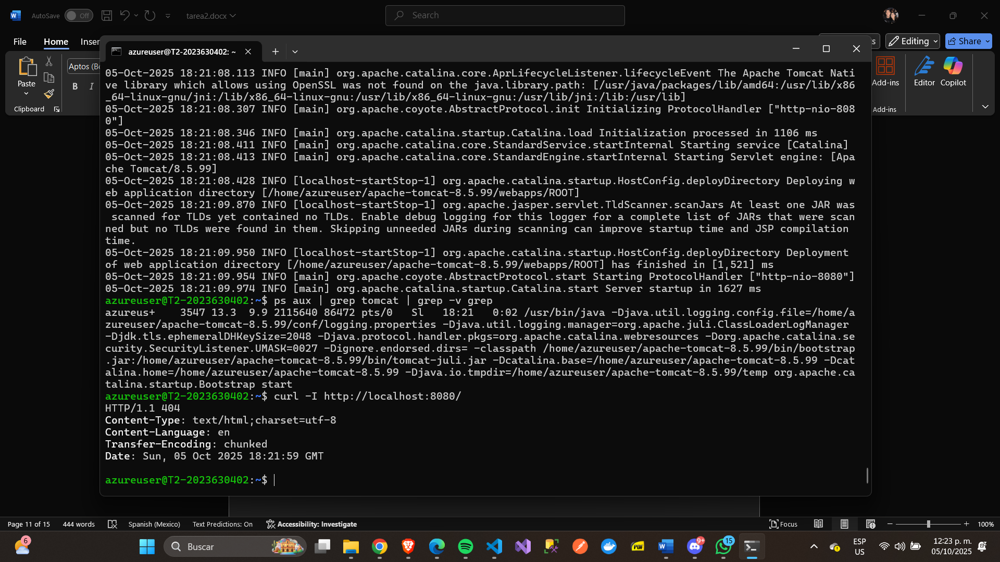 AutoSave Off tarea2.docx Search
File Home Inser Editing Share
azureuser@T2-2023630402: ~
Paste
Aptos (Bo
B I
Clipboard
Add-ins Editor Copilot
Add-ins
05-Oct-2025 18:21:08.113 INFO [main] org.apache.catalina.core.AprLifecycleListener.lifecycleEvent The Apache Tomcat Nati
ve library which allows using OpenSSL was not found on the java.library.path: [/usr/java/packages/lib/amd64:/usr/lib/x86
_64-linux-gnu/jni:/lib/x86_64-linux-gnu:/usr/lib/x86_64-linux-gnu:/usr/lib/jni:/lib:/usr/lib]
05-Oct-2025 18:21:08.307 INFO [main] org.apache.coyote.AbstractProtocol.init Initializing ProtocolHandler ["http-nio-808
0"]
05-Oct-2025 18:21:08.346 INFO [main] org.apache.catalina.startup.Catalina.load Initialization processed in 1106 ms
05-Oct-2025 18:21:08.411 INFO [main] org.apache.catalina.core.StandardService.startInternal Starting service [Catalina]
05-Oct-2025 18:21:08.413 INFO [main] org.apache.catalina.core.StandardEngine.startInternal Starting Servlet engine: [Apa
che Tomcat/8.5.99]
05-Oct-2025 18:21:08.428 INFO [localhost-startStop-1] org.apache.catalina.startup.HostConfig.deployDirectory Deploying w
eb application directory [/home/azureuser/apache-tomcat-8.5.99/webapps/ROOT]
05-Oct-2025 18:21:09.870 INFO [localhost-startStop-1] org.apache.jasper.servlet.TldScanner.scanJars At least one JAR was
 scanned for TLDs yet contained no TLDs. Enable debug logging for this logger for a complete list of JARs that were scan
ned but no TLDs were found in them. Skipping unneeded JARs during scanning can improve startup time and JSP compilation
time.
05-Oct-2025 18:21:09.950 INFO [localhost-startStop-1] org.apache.catalina.startup.HostConfig.deployDirectory Deployment
of web application directory [/home/azureuser/apache-tomcat-8.5.99/webapps/ROOT] has finished in [1,521] ms
05-Oct-2025 18:21:09.954 INFO [main] org.apache.coyote.AbstractProtocol.start Starting ProtocolHandler ["http-nio-8080"]
05-Oct-2025 18:21:09.974 INFO [main] org.apache.catalina.startup.Catalina.start Server startup in 1627 ms
azureuser@T2-2023630402:~$ ps aux | grep tomcat | grep -v grep
azureus+    3547 13.3  9.9 2115640 86472 pts/0   Sl   18:21   0:02 /usr/bin/java -Djava.util.logging.config.file=/home/a
zureuser/apache-tomcat-8.5.99/conf/logging.properties -Djava.util.logging.manager=org.apache.juli.ClassLoaderLogManager
-Djdk.tls.ephemeralDHKeySize=2048 -Djava.protocol.handler.pkgs=org.apache.catalina.webresources -Dorg.apache.catalina.se
curity.SecurityListener.UMASK=0027 -Dignore.endorsed.dirs= -classpath /home/azureuser/apache-tomcat-8.5.99/bin/bootstrap
.jar:/home/azureuser/apache-tomcat-8.5.99/bin/tomcat-juli.jar -Dcatalina.base=/home/azureuser/apache-tomcat-8.5.99 -Dcat
alina.home=/home/azureuser/apache-tomcat-8.5.99 -Djava.io.tmpdir=/home/azureuser/apache-tomcat-8.5.99/temp org.apache.ca
talina.startup.Bootstrap start
azureuser@T2-2023630402:~$ curl -I http://localhost:8080/
HTTP/1.1 404
Content-Type: text/html;charset=utf-8
Content-Language: en
Transfer-Encoding: chunked
Date: Sun, 05 Oct 2025 18:21:59 GMT
azureuser@T2-2023630402:~$
Page 11 of 15 444 words Spanish (Mexico) Text Predictions: On Accessibility: Investigate Focus 100%
6 Buscar PDF 9+ 15 ESP 12:23 p. m.
US 05/10/2025